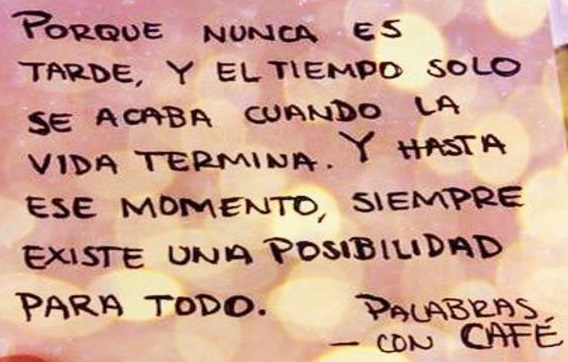 PORQUE NUNCA ES
TARDE, Y EL TIEMPO SOLO
SE ACABA CUANDO LA
VIDA TERMINA. Y HASTA
ESE MOMENTO, SIEMPRE
EXISTE UNA POSIBILIDAD
PARA TODO.
PALABRAS
- CON CAFÉ